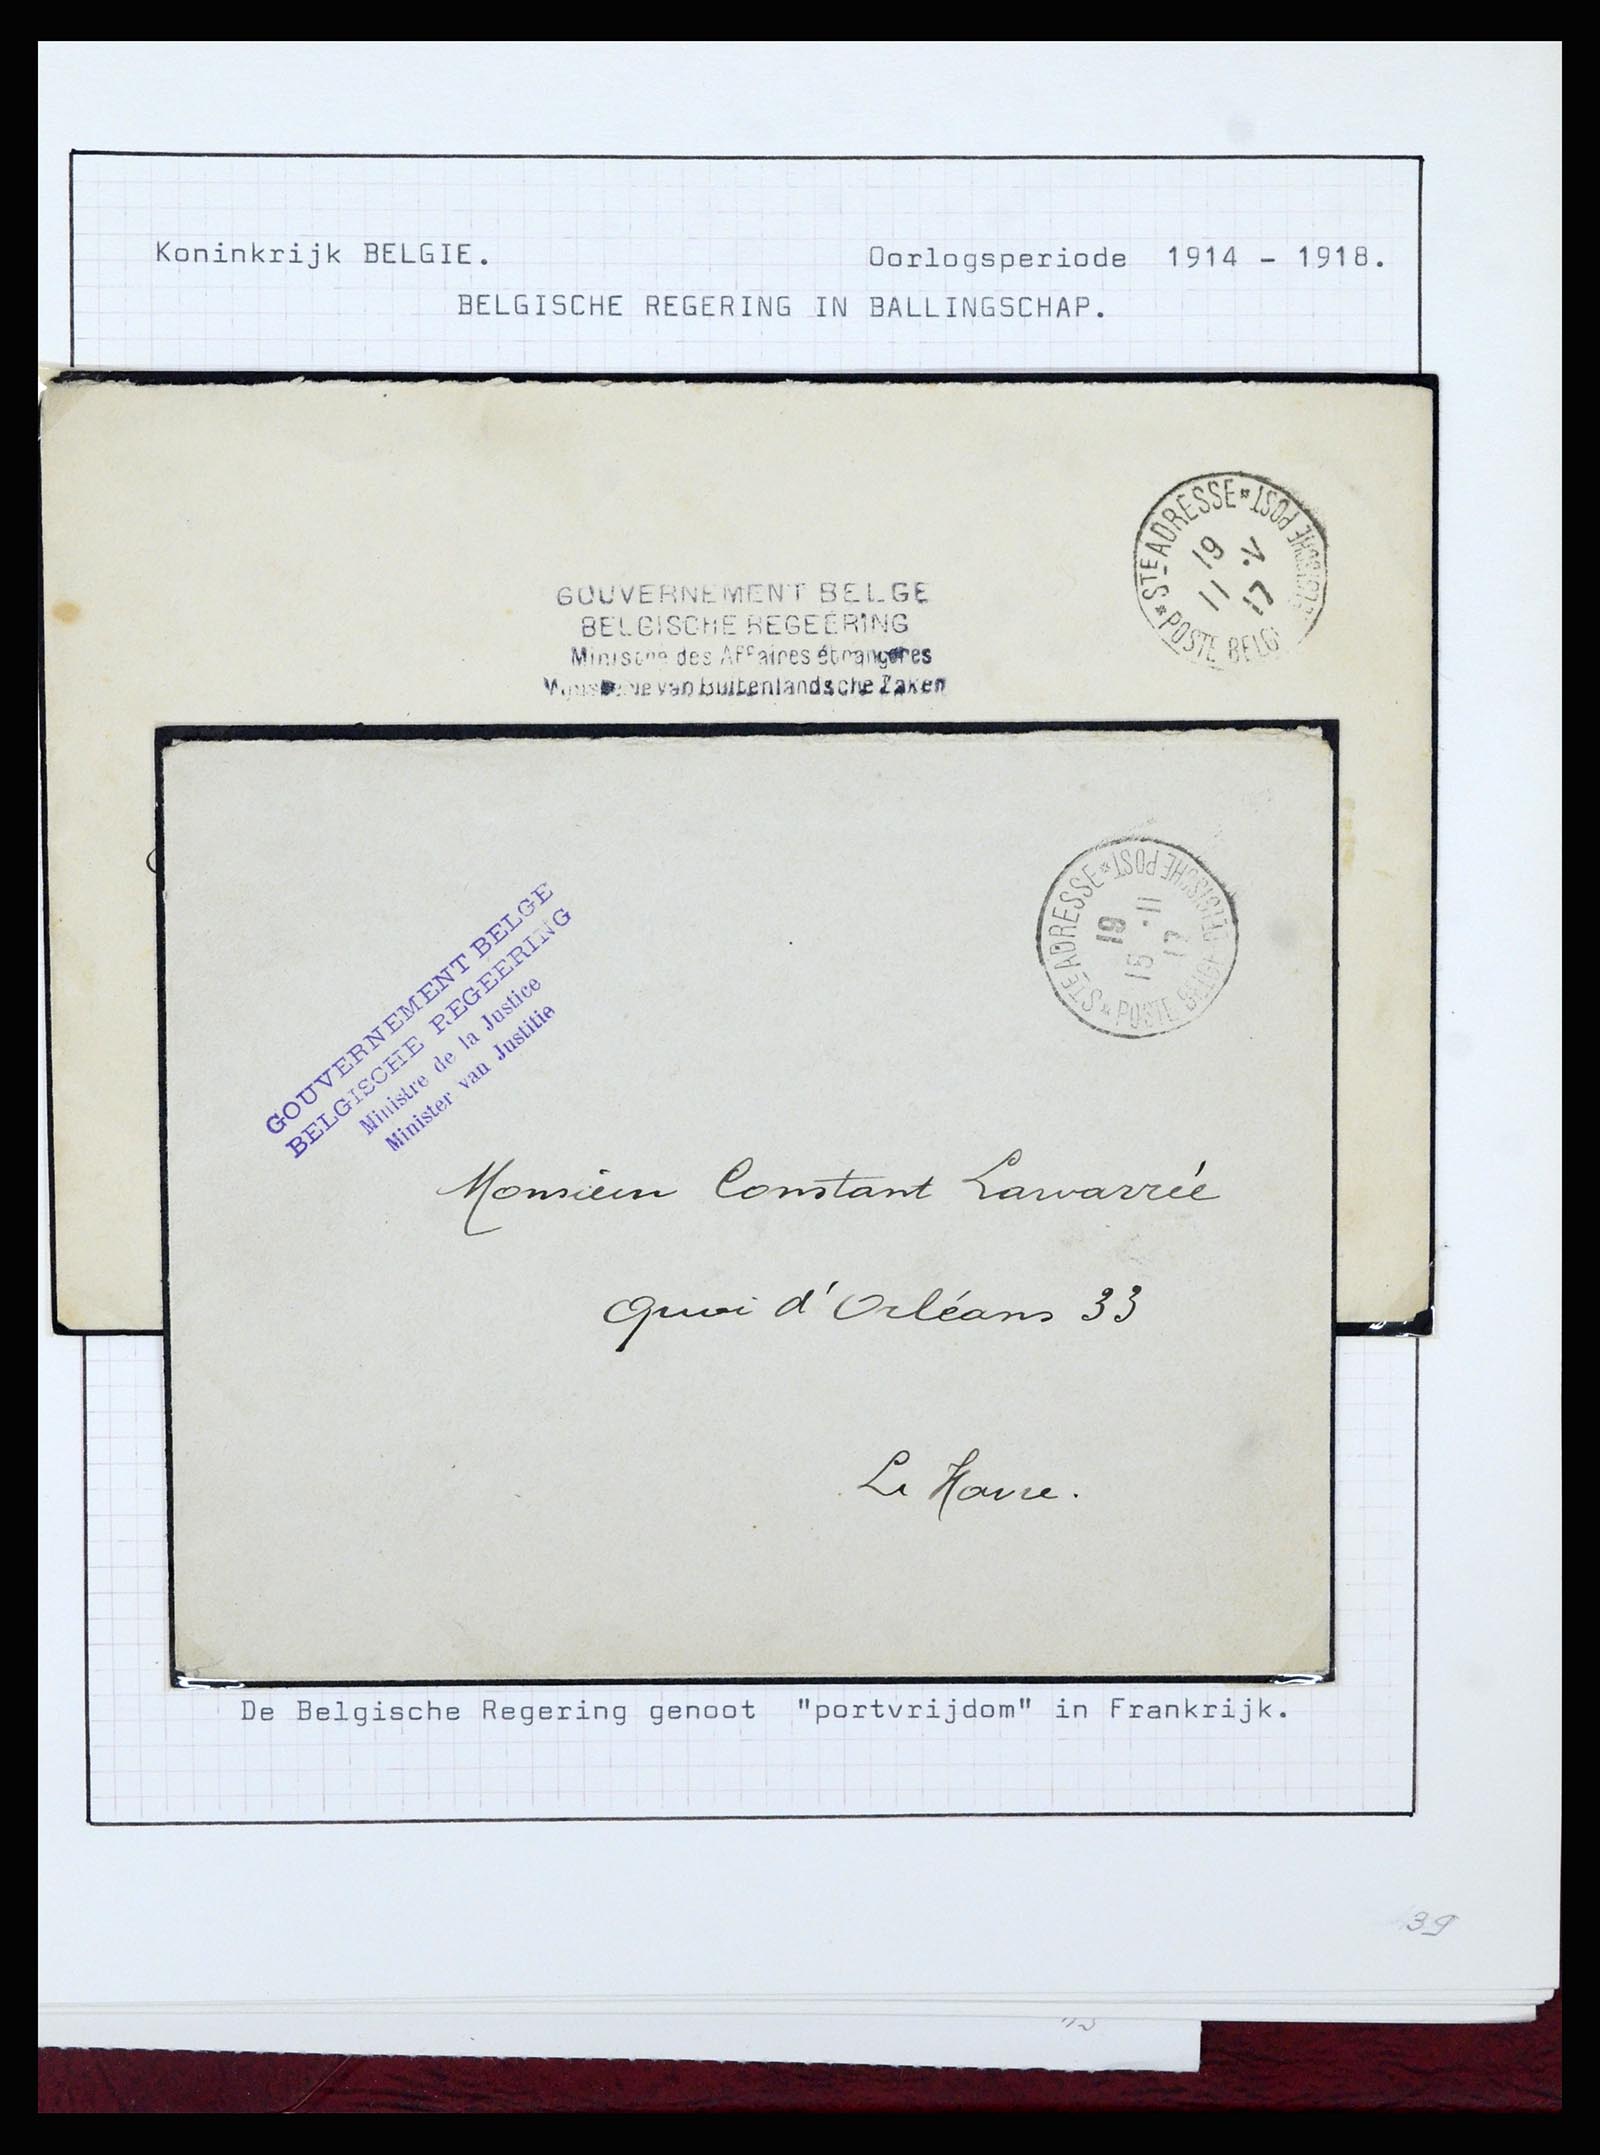 Koninkrijk BELGIE.
Oorlogsperiode 1914 - 1918.
BELGISCHE REGERING IN BALLINGSCHAP.
*STE ADRESSE* BELGISCHE POST
19
11 -V
17
POSTE BELG
GOUVERNEMENT BELGE
BELGISCHE REGEERING
Ministre des Affaires étrangères
Ministerie van Buitenlandsche Zaken
*STE ADRESSE* BELGISCHE POST
19
15 -11
17
POSTE BELGE
GOUVERNEMENT BELGE
BELGISCHE REGEERING
Ministre de la Justice
Minister van Justitie
Monsieur Constant Lawarrée
Quai d'Orléans 33
Le Havre.
De Belgische Regering genoot "portvrijdom" in Frankrijk.
39